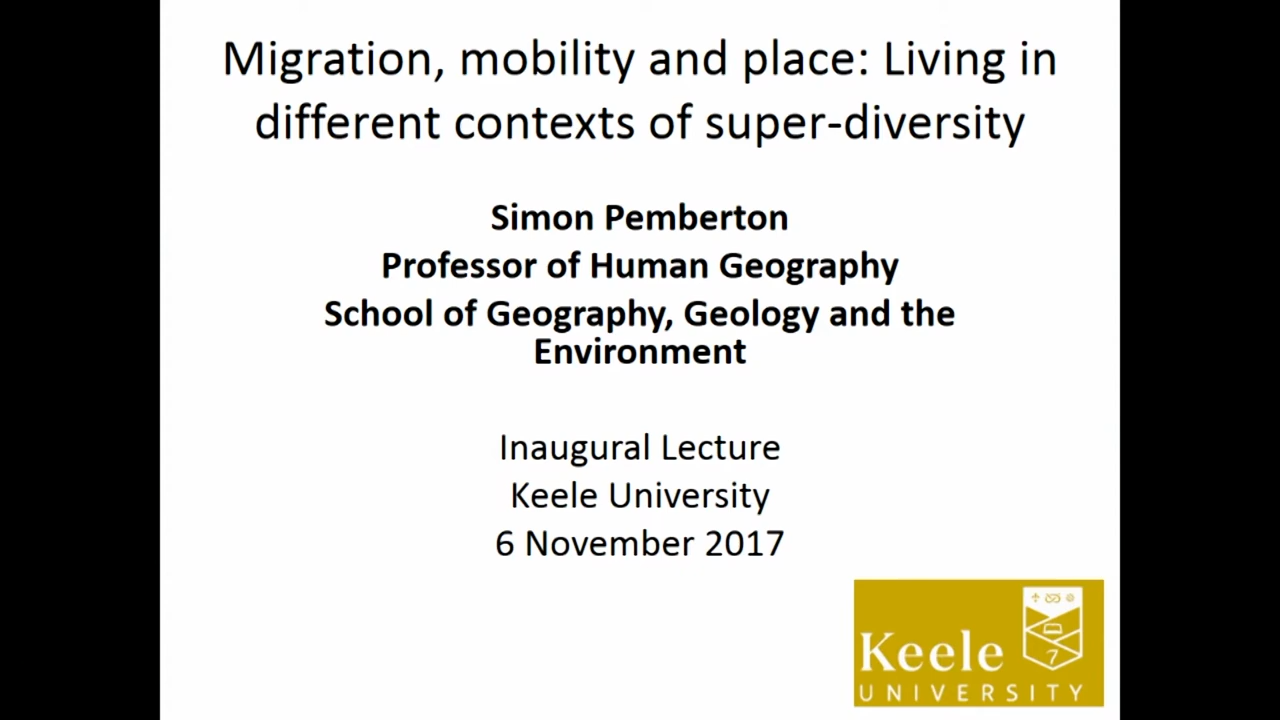 Migration, mobility and place: Living in
different contexts of super-diversity
Simon Pemberton
Professor of Human Geography
School of Geography, Geology and the
Environment
Inaugural Lecture
Keele University
6 November 2017
Keele
UNIVERSITY